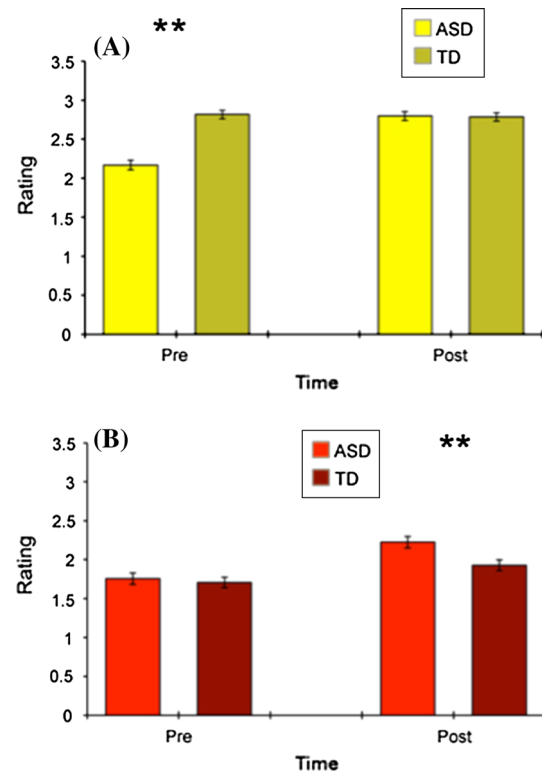 (A)
**
ASD
TD
3.5
3
2.5
2
1.5
1
0.5
0
Rating
Pre
Post
Time
(B)
**
ASD
TD
3.5
3
2.5
2
1.5
1
0.5
0
Rating
Pre
Post
Time